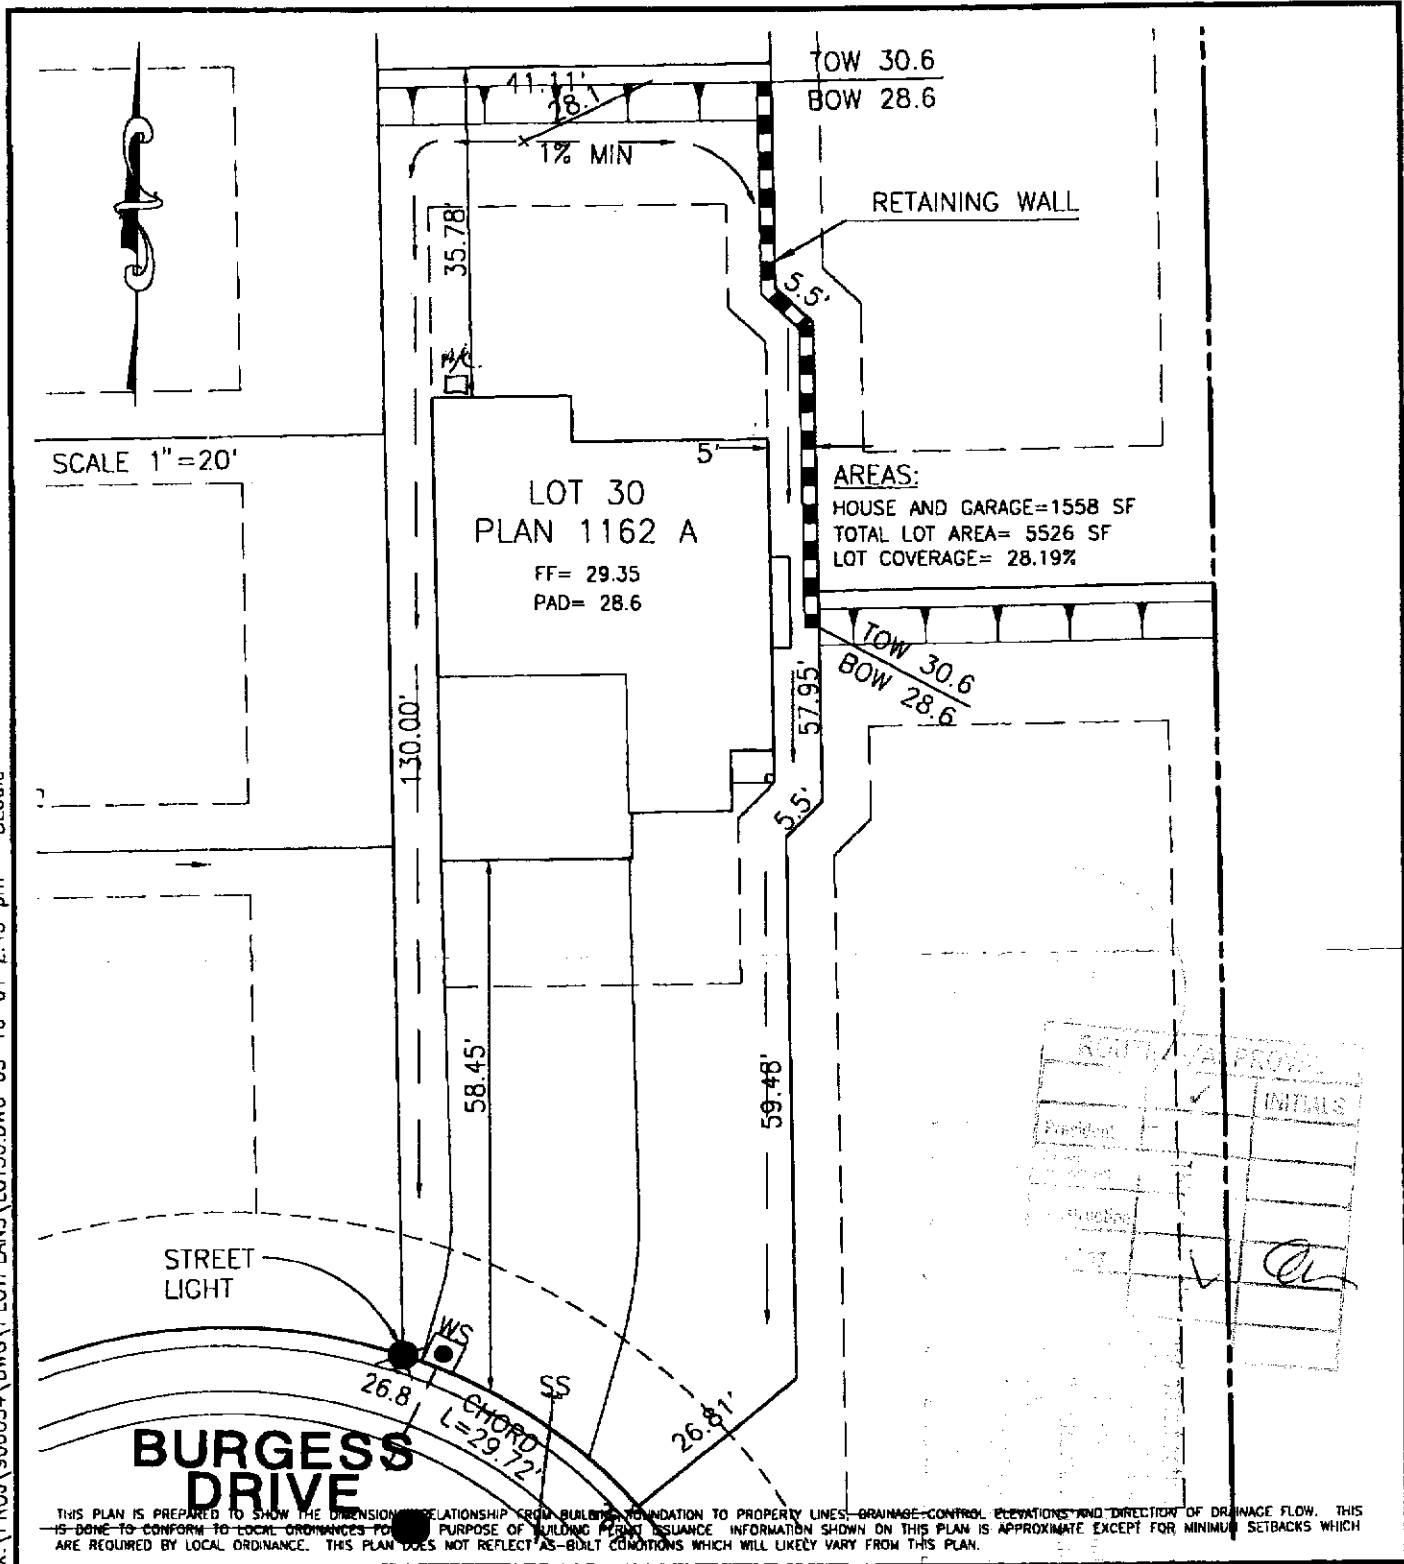 TOW 30.6
BOW 28.6
41.11'
28.1
1% MIN
RETAINING WALL
35.78'
5.5'
A/C
SCALE 1"=20'
5'
LOT 30
PLAN 1162 A
FF= 29.35
PAD= 28.6
AREAS:
HOUSE AND GARAGE=1558 SF
TOTAL LOT AREA= 5526 SF
LOT COVERAGE= 28.19%
TOW 30.6
BOW 28.6
57.95'
130.00'
5.5'
58.45'
59.48'
INITIALS
President
STREET
LIGHT
WS
26.8
SS
CHORD
L=29.72'
26.81'
BURGESS
DRIVE
THIS PLAN IS PREPARED TO SHOW THE DIMENSION RELATIONSHIP FROM BUILDING FOUNDATION TO PROPERTY LINES, DRAINAGE CONTROL ELEVATIONS AND DIRECTION OF DRAINAGE FLOW. THIS
IS DONE TO CONFORM TO LOCAL ORDINANCES PURPOSE OF BUILDING PERMIT ISSUANCE INFORMATION SHOWN ON THIS PLAN IS APPROXIMATE EXCEPT FOR MINIMUM SETBACKS WHICH
ARE REQUIRED BY LOCAL ORDINANCE. THIS PLAN DOES NOT REFLECT AS-BUILT CONDITIONS WHICH WILL LIKELY VARY FROM THIS PLAN.